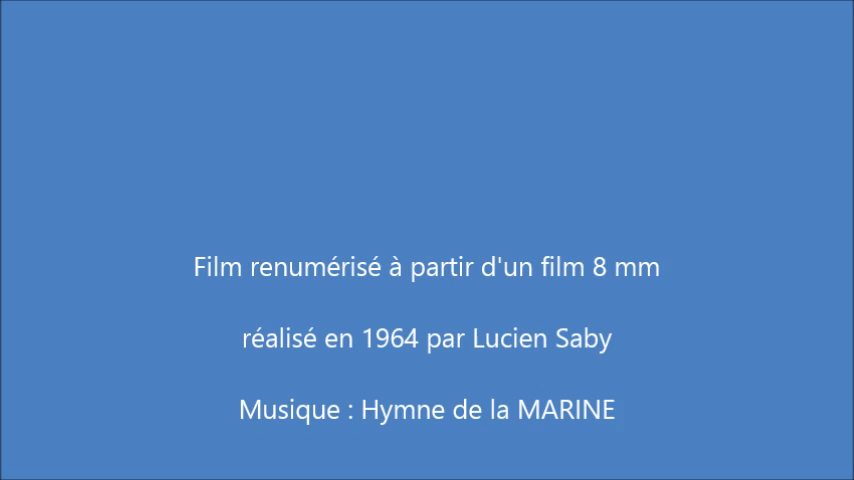 Film renumérisé à partir d'un film 8 mm
réalisé en 1964 par Lucien Saby
Musique : Hymne de la MARINE